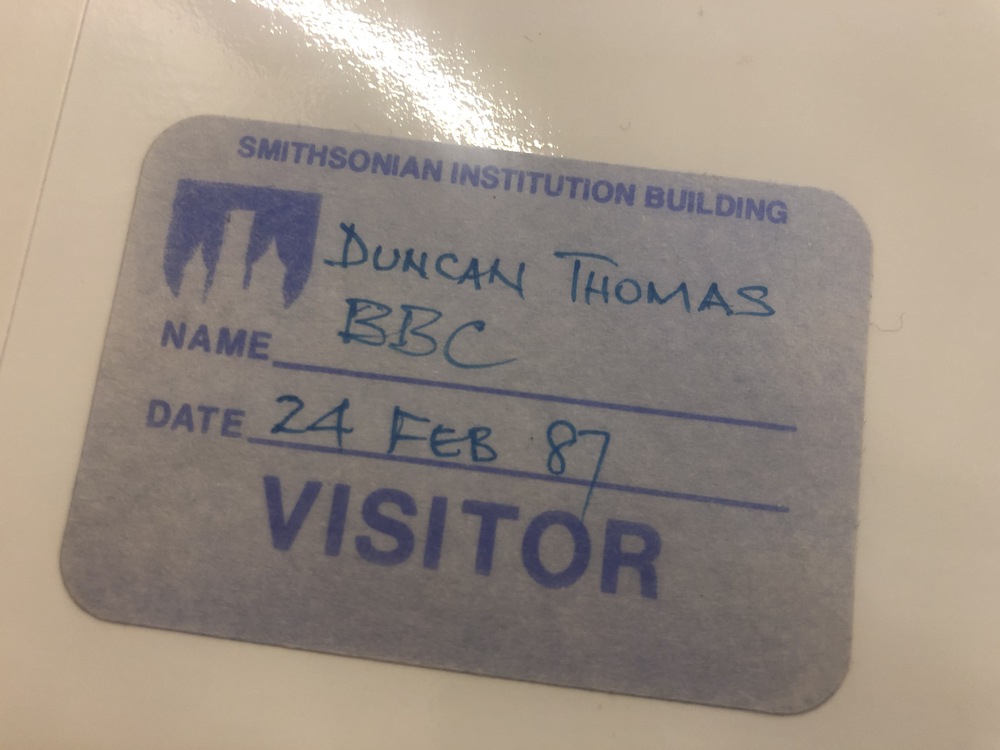 SMITHSONIAN INSTITUTION BUILDING
DUNCAN THOMAS
NAME BBC
DATE 24 FEB 87
VISITOR